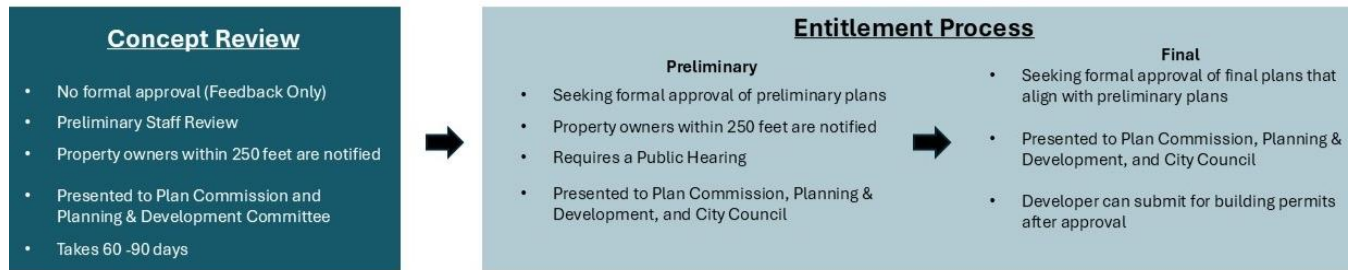 Concept Review
• No formal approval (Feedback Only)
• Preliminary Staff Review
• Property owners within 250 feet are notified
• Presented to Plan Commission and
Planning & Development Committee
• Takes 60 -90 days
Entitlement Process
Preliminary
• Seeking formal approval of preliminary plans
• Property owners within 250 feet are notified
• Requires a Public Hearing
• Presented to Plan Commission, Planning &
Development, and City Council
Final
• Seeking formal approval of final plans that
align with preliminary plans
• Presented to Plan Commission, Planning &
Development, and City Council
• Developer can submit for building permits
after approval